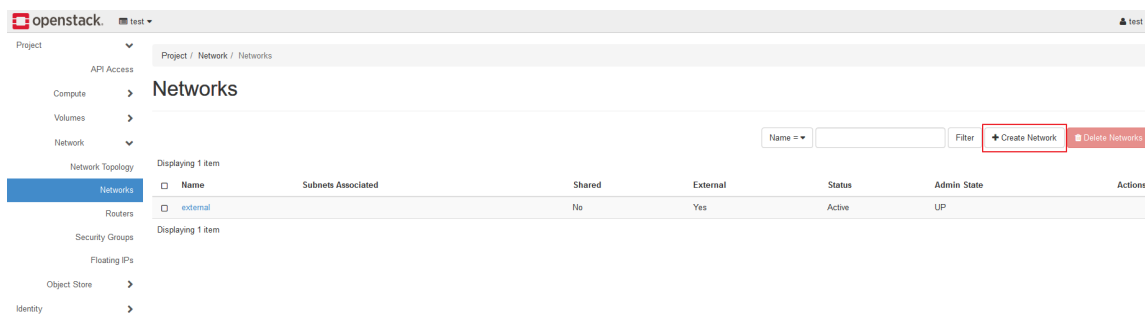 openstack. test
test
Project
API Access
Compute
Volumes
Network
Network Topology
Networks
Routers
Security Groups
Floating IPs
Object Store
Identity
Project / Network / Networks
Networks
Name = Filter + Create Network Delete Networks
Displaying 1 item
Name Subnets Associated Shared External Status Admin State Actions
external No Yes Active UP
Displaying 1 item